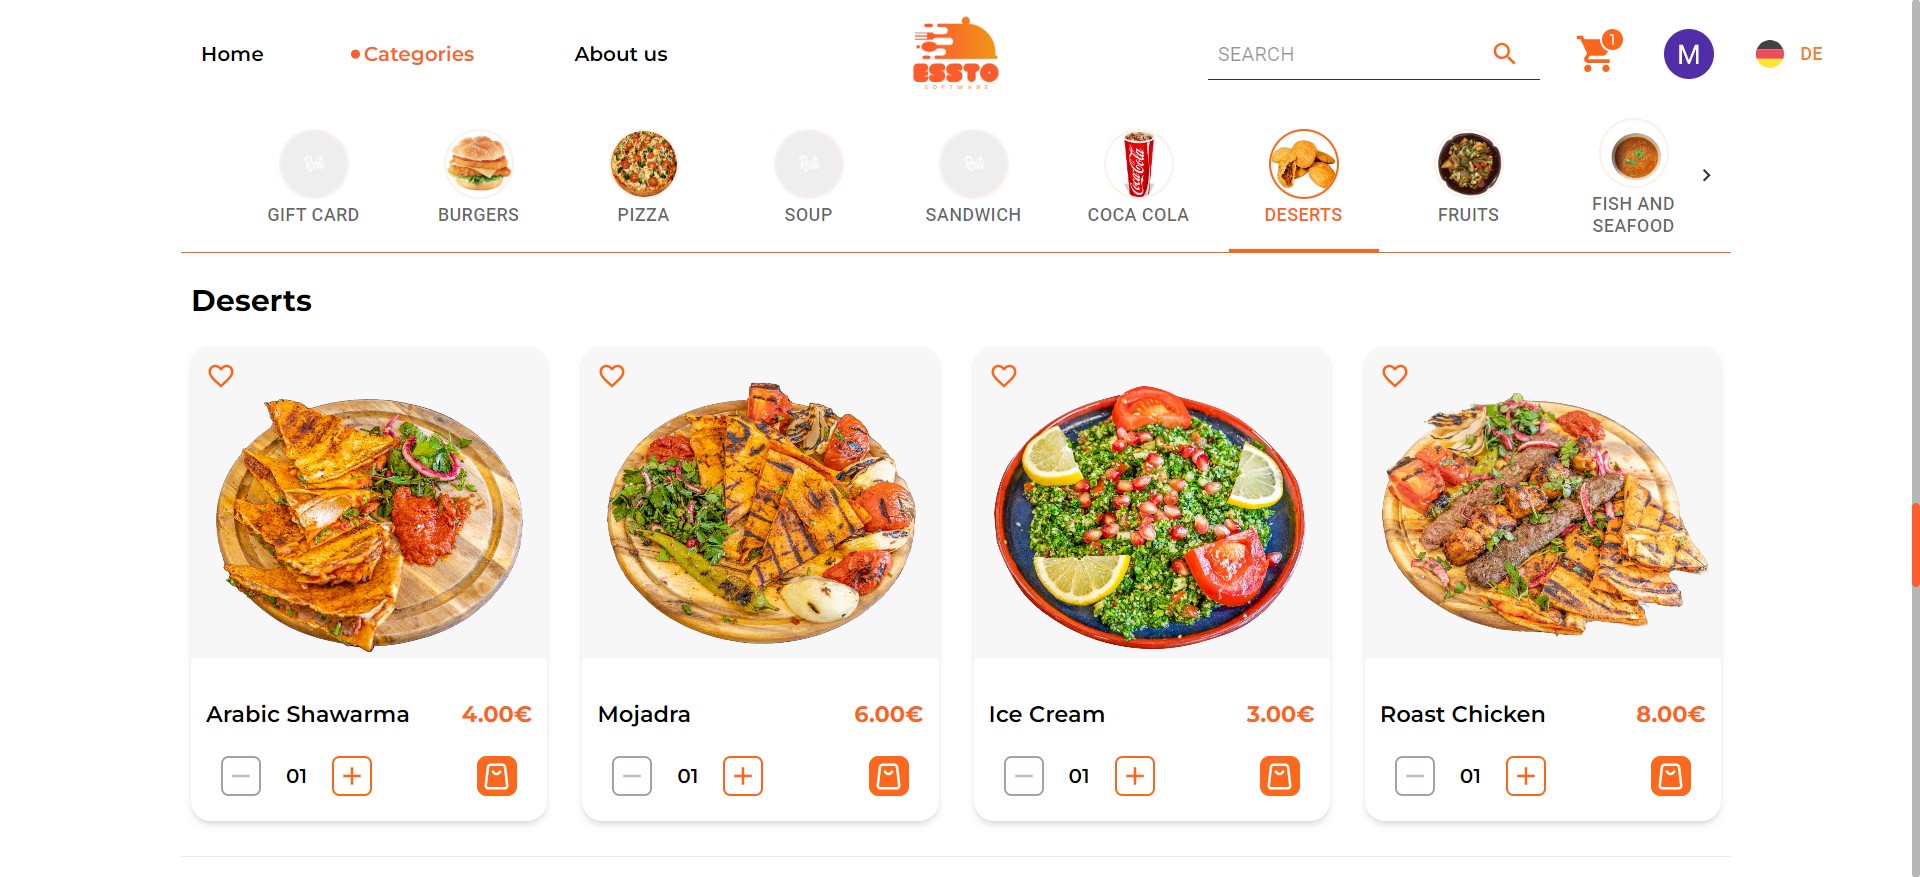 Home
Categories
About us
ESSTO
SOFTWARE
SEARCH
1
M
DE
GIFT CARD
BURGERS
PIZZA
SOUP
SANDWICH
Coca-Cola
COCA COLA
DESERTS
FRUITS
FISH AND
SEAFOOD
Deserts
Arabic Shawarma 4.00€
01
Mojadra 6.00€
01
Ice Cream 3.00€
01
Roast Chicken 8.00€
01